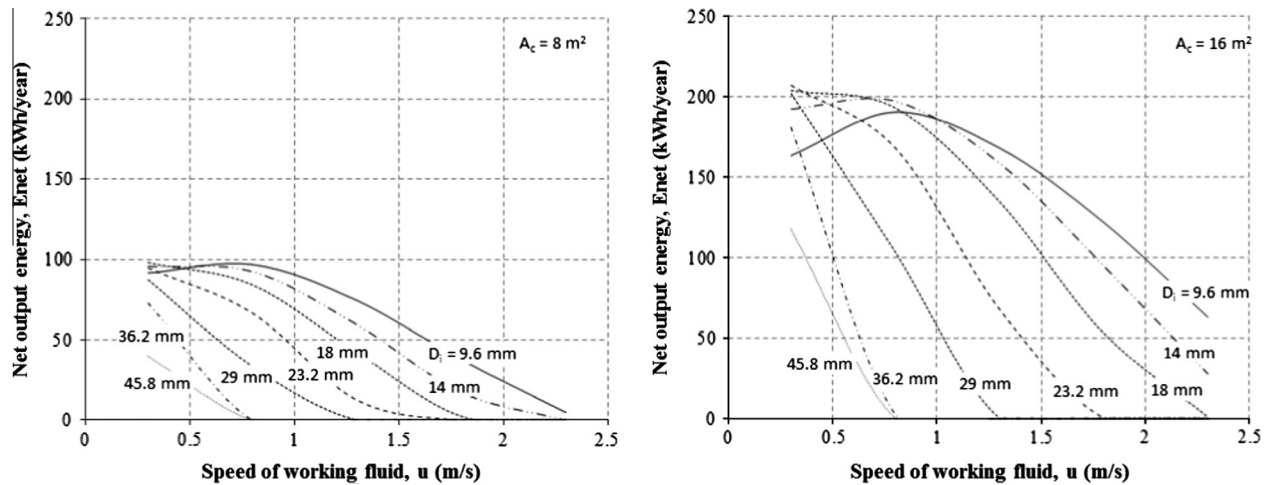 Net output energy, Enet (kWh/year)
250
200
150
100
50
0
A_c = 8 m²
36.2 mm
45.8 mm
29 mm
18 mm
23.2 mm
D_i = 9.6 mm
14 mm
0
0.5
1
1.5
2
2.5
Speed of working fluid, u (m/s)
Net output energy, Enet (kWh/year)
250
200
150
100
50
0
A_c = 16 m²
D_i = 9.6 mm
14 mm
45.8 mm
36.2 mm
29 mm
23.2 mm
18 mm
0
0.5
1
1.5
2
2.5
Speed of working fluid, u (m/s)